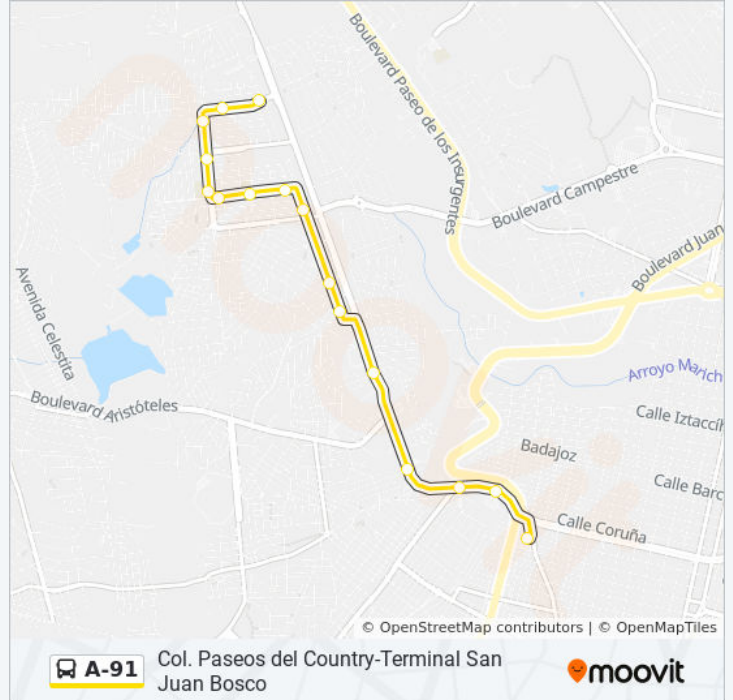 Boulevard Paseo de los Insurgentes
Boulevard Campestre
Boulevard Juan
Avenida Celestita
Arroyo Marich
Boulevard Aristóteles
Calle Iztaccíh
Badajoz
Calle Barc
Calle Coruña
© OpenStreetMap contributors | © OpenMapTiles
A-91
Col. Paseos del Country-Terminal San
Juan Bosco
moovit